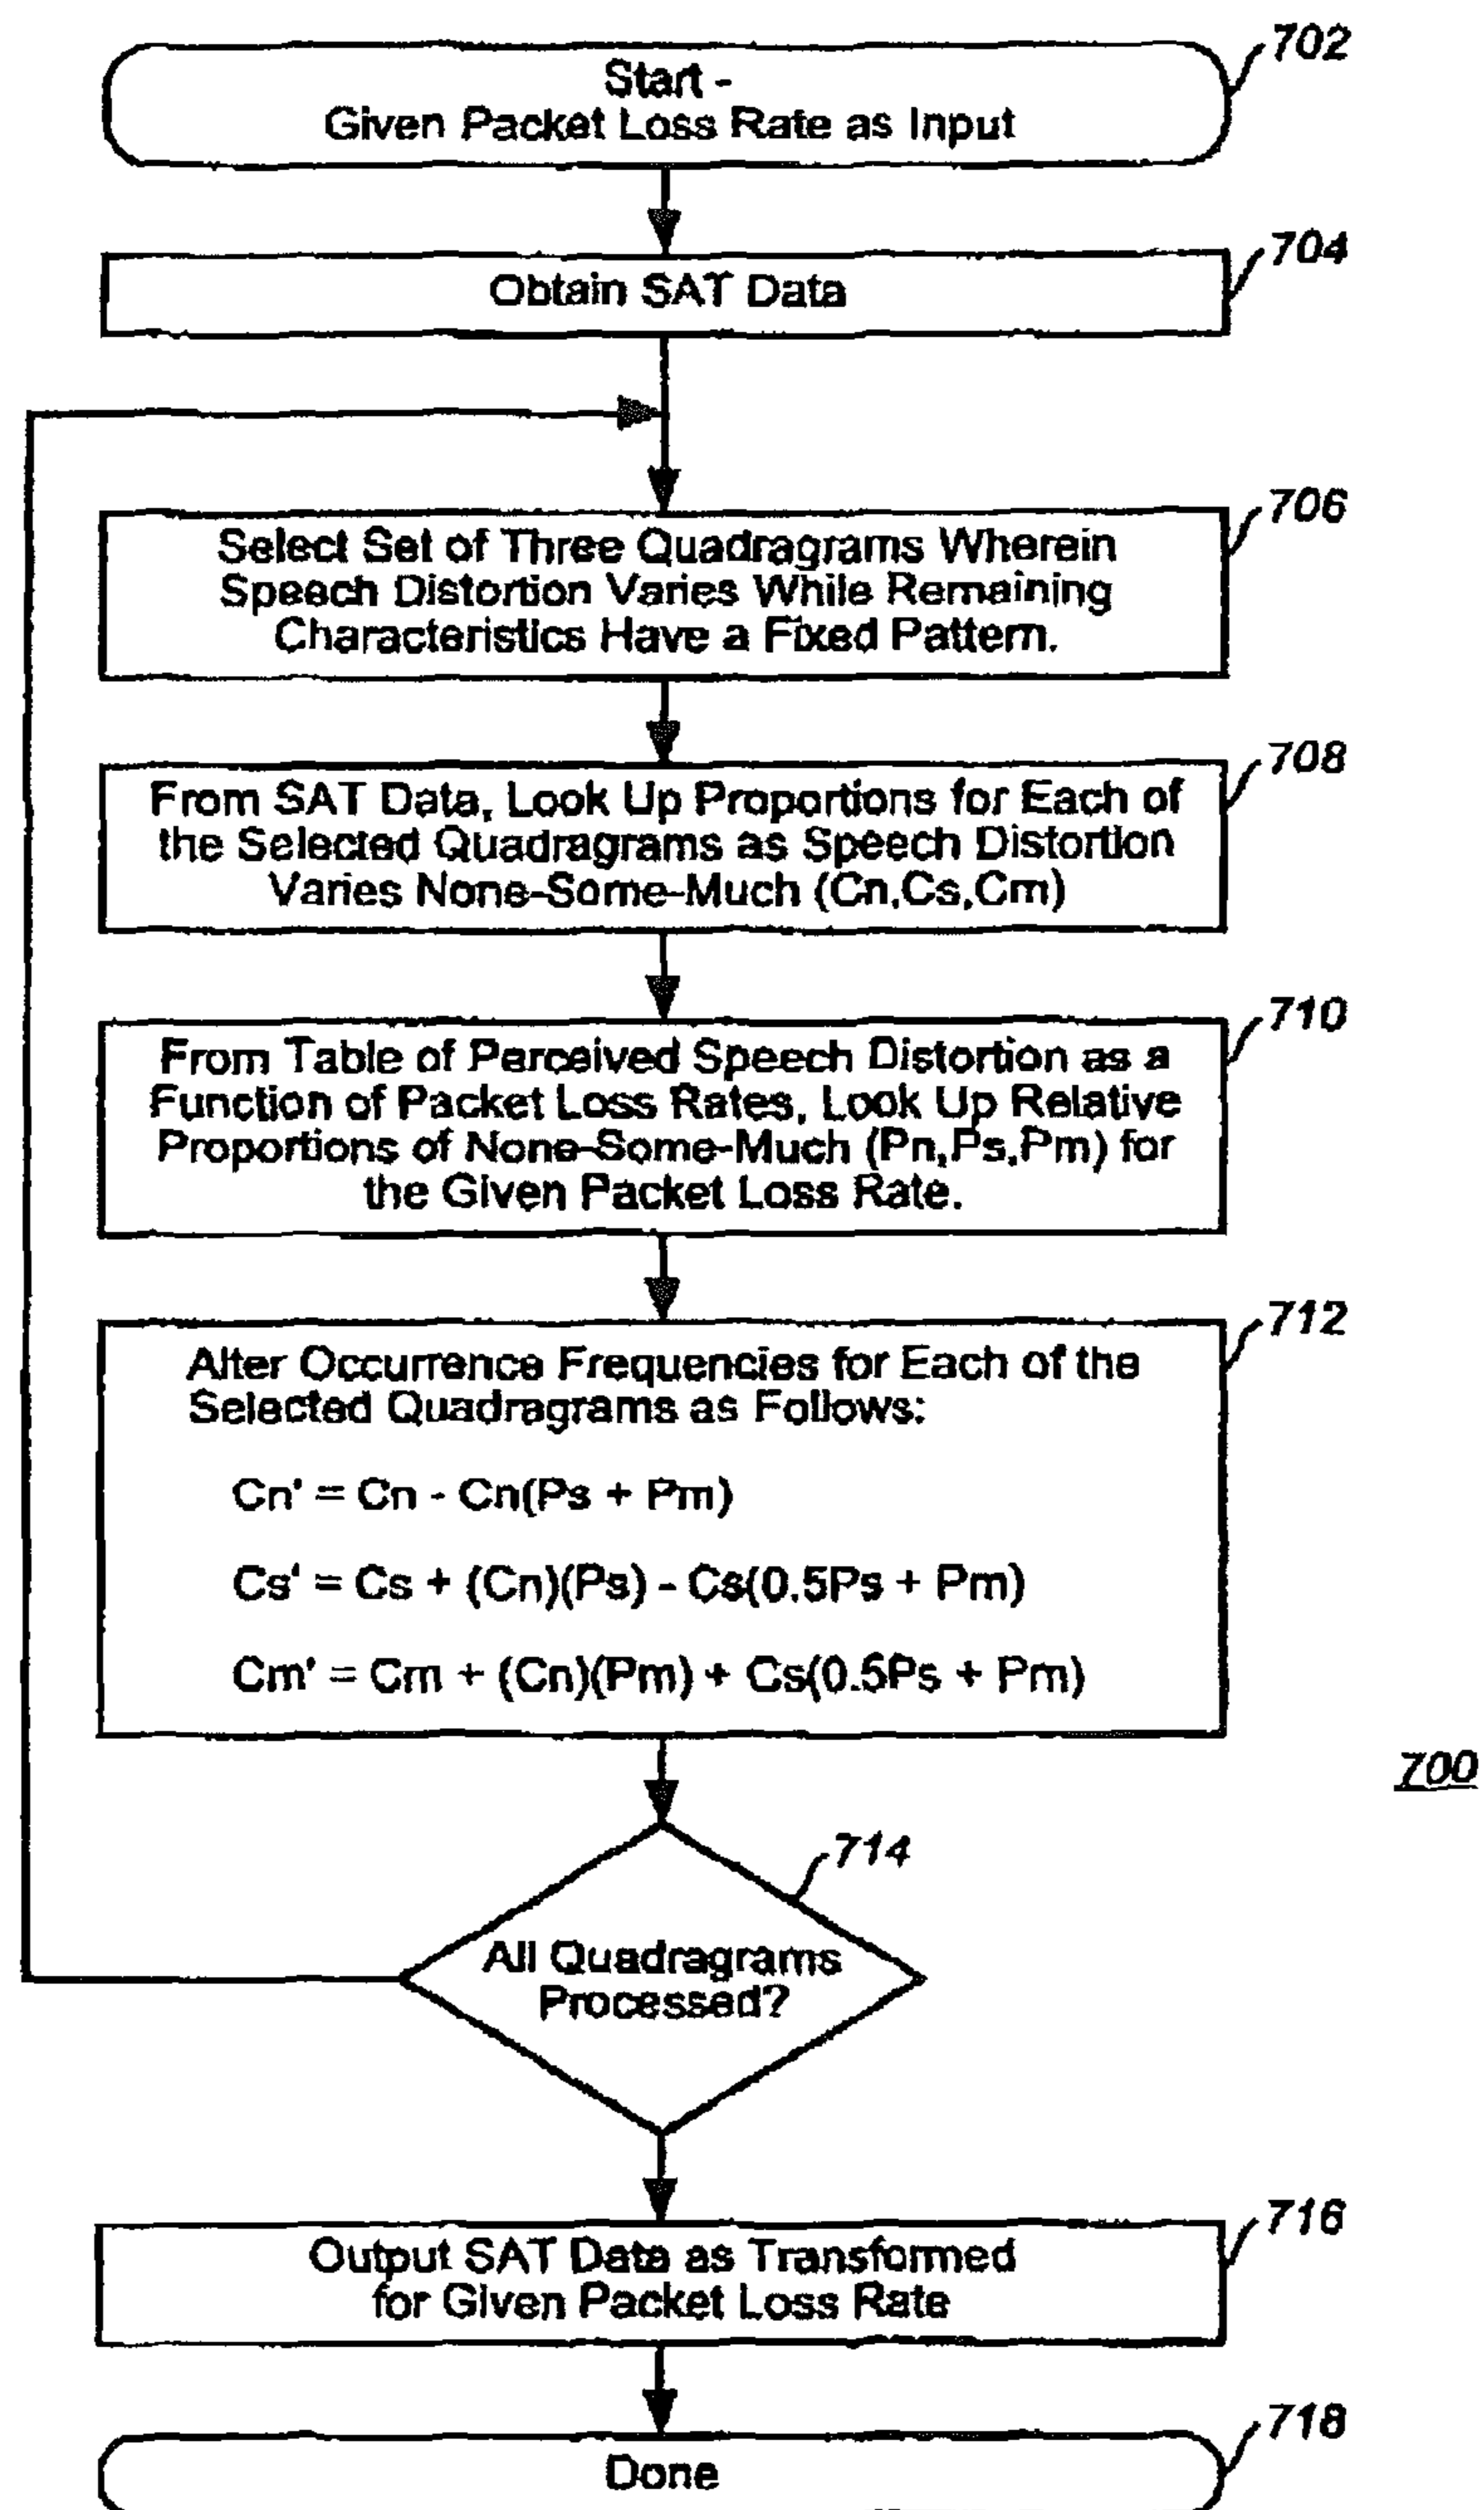 702
Start -
Given Packet Loss Rate as Input
704
Obtain SAT Data
706
Select Set of Three Quadragrams Wherein
Speech Distortion Varies While Remaining
Characteristics Have a Fixed Pattern.
708
From SAT Data, Look Up Proportions for Each of
the Selected Quadragrams as Speech Distortion
Varies None-Some-Much (Cn,Cs,Cm)
710
From Table of Perceived Speech Distortion as a
Function of Packet Loss Rates, Look Up Relative
Proportions of None-Some-Much (Pn,Ps,Pm) for
the Given Packet Loss Rate.
712
Alter Occurrence Frequencies for Each of the
Selected Quadragrams as Follows:
Cn' = Cn - Cn(Ps + Pm)
Cs' = Cs + (Cn)(Ps) - Cs(0.5Ps + Pm)
Cm' = Cm + (Cn)(Pm) + Cs(0.5Ps + Pm)
700
714
All Quadragrams
Processed?
716
Output SAT Data as Transformed
for Given Packet Loss Rate
718
Done